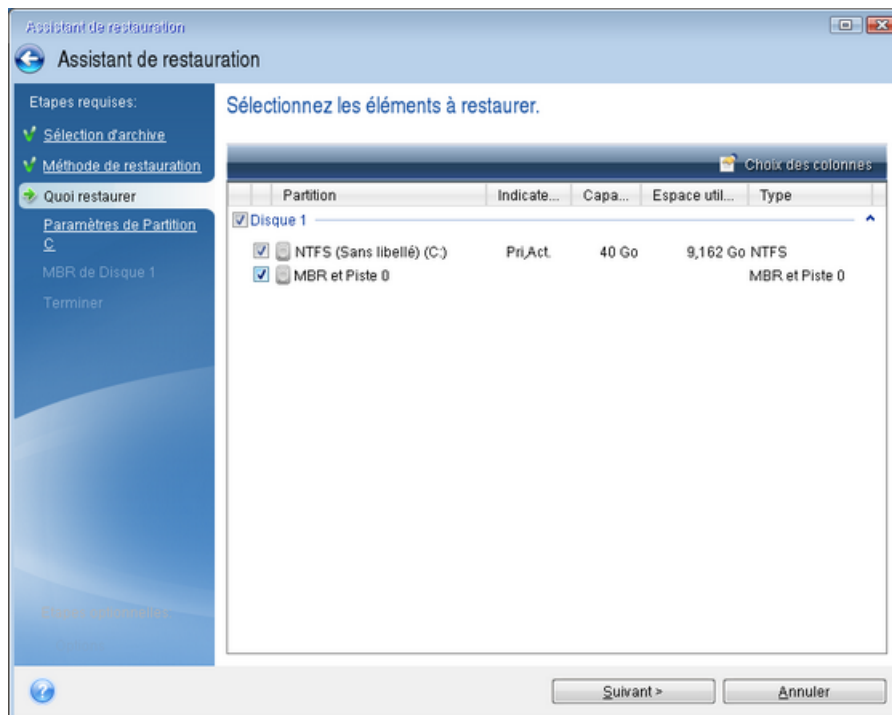 Assistant de restauration
Assistant de restauration
Etapes requises:
Sélection d'archive
Méthode de restauration
Quoi restaurer
Paramètres de Partition
C
MBR de Disque 1
Terminer
Sélectionnez les éléments à restaurer.
Choix des colonnes
Partition Indicate... Capa... Espace util... Type
Disque 1
NTFS (Sans libellé) (C:) Pri,Act. 40 Go 9,162 Go NTFS
MBR et Piste 0 MBR et Piste 0
Etapes optionnelles
Suivant >
Annuler